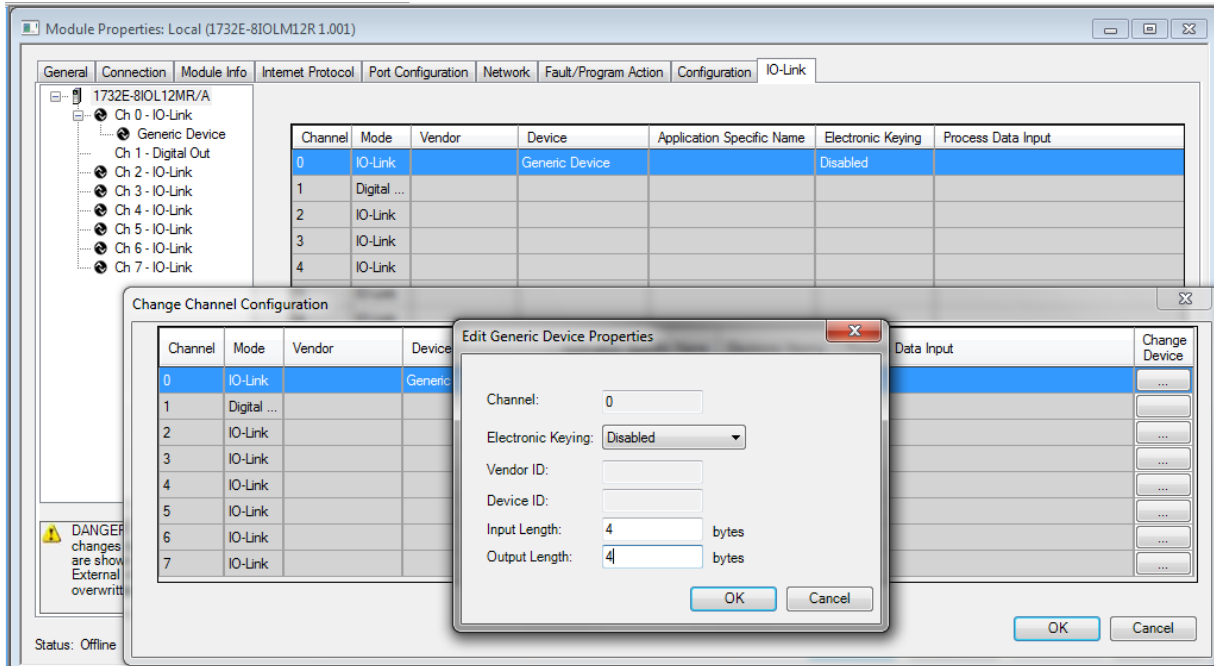 Module Properties: Local (1732E-8IOLM12R 1.001)
General Connection Module Info Internet Protocol Port Configuration Network Fault/Program Action Configuration IO-Link
1732E-8IOL12MR/A
Ch 0 - IO-Link
Generic Device
Ch 1 - Digital Out
Ch 2 - IO-Link
Ch 3 - IO-Link
Ch 4 - IO-Link
Ch 5 - IO-Link
Ch 6 - IO-Link
Ch 7 - IO-Link
Channel Mode Vendor Device Application Specific Name Electronic Keying Process Data Input
0 IO-Link Generic Device Disabled
1 Digital ...
2 IO-Link
3 IO-Link
4 IO-Link
DANGER
changes
are show
External
overwritt
Status: Offline
Change Channel Configuration
Channel Mode Vendor Device Data Input Change
Device
0 IO-Link Generic ...
1 Digital ...
2 IO-Link ...
3 IO-Link ...
4 IO-Link ...
5 IO-Link ...
6 IO-Link ...
7 IO-Link ...
OK Cancel
Edit Generic Device Properties
Channel: 0
Electronic Keying: Disabled
Vendor ID:
Device ID:
Input Length: 4 bytes
Output Length: 4 bytes
OK Cancel